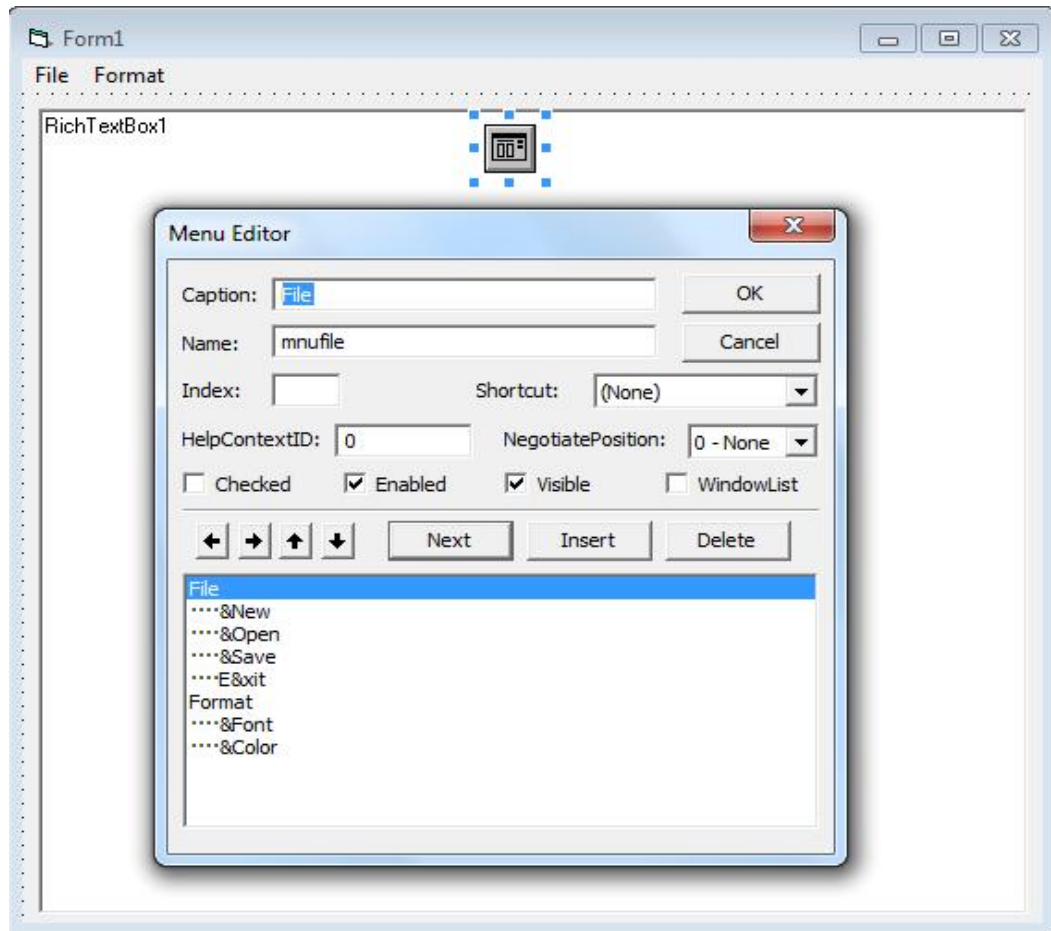 Form1
File Format
RichTextBox1
Menu Editor
Caption: File OK
Name: mnufile Cancel
Index: Shortcut: (None)
HelpContextID: 0 NegotiatePosition: 0 - None
Checked Enabled Visible WindowList
Next Insert Delete
File
····&New
····&Open
····&Save
····E&xit
Format
····&Font
····&Color